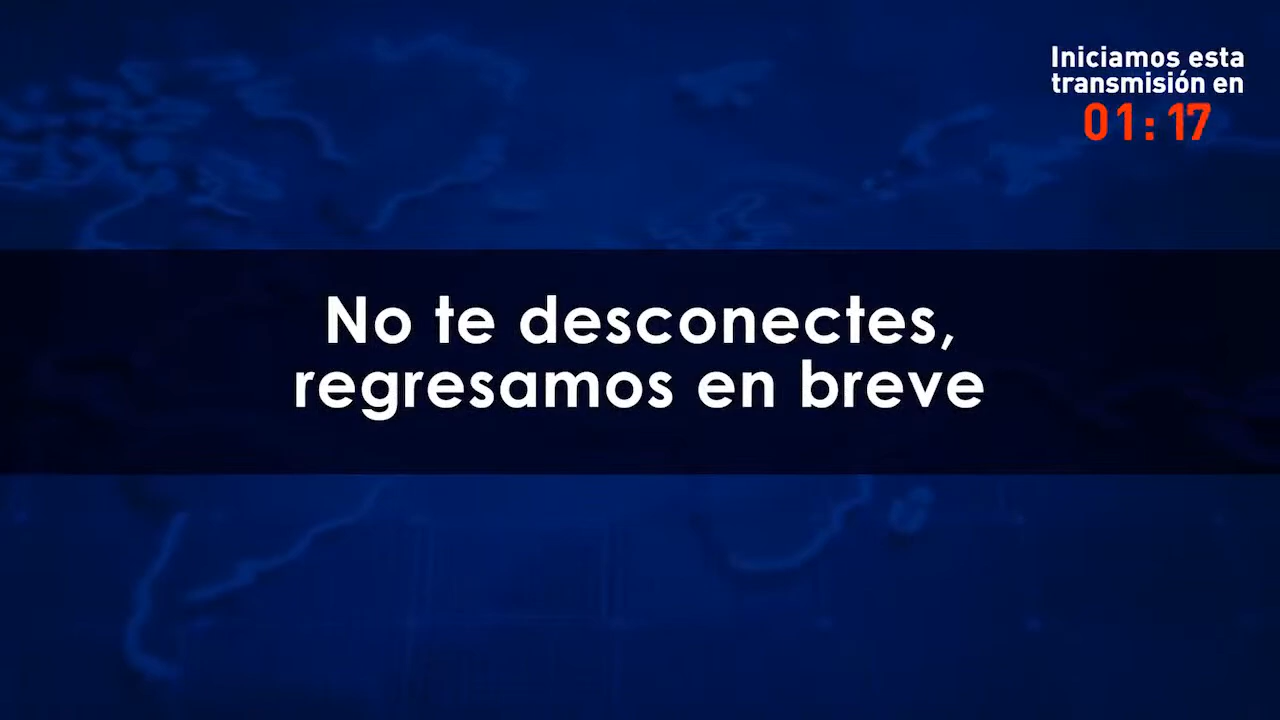 Iniciamos esta
transmisión en
01:17
No te desconectes,
regresamos en breve